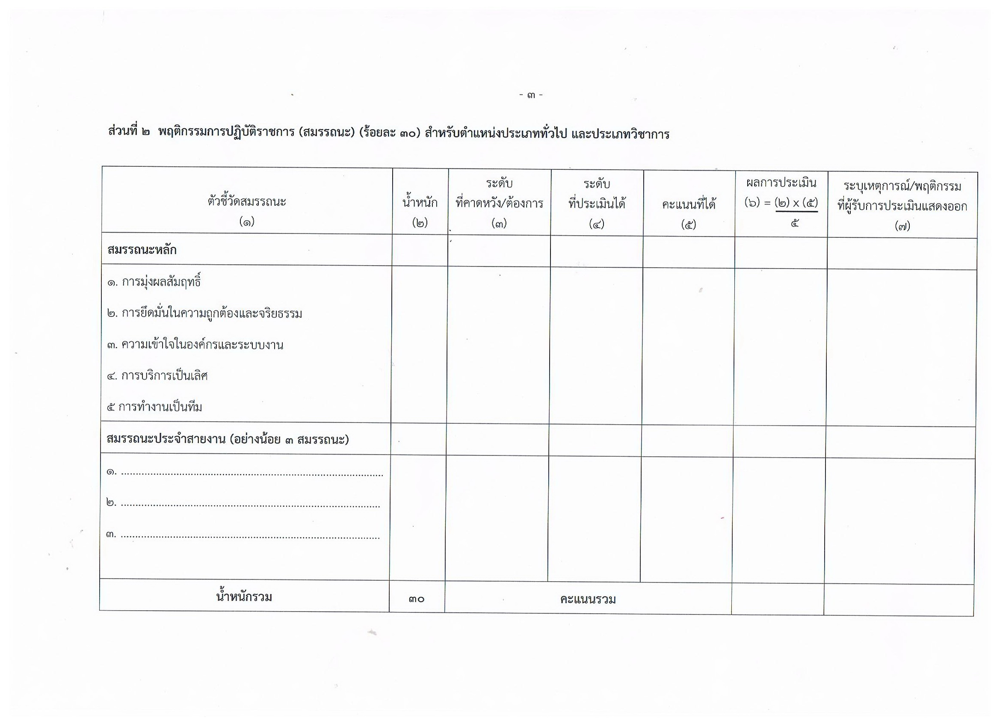 - ๓ -
ส่วนที่ ๒ พฤติกรรมการปฏิบัติราชการ (สมรรถนะ) (ร้อยละ ๓๐) สำหรับตำแหน่งประเภททั่วไป และประเภทวิชาการ
ตัวชี้วัดสมรรถนะ
(๑)
น้ำหนัก
(๒)
ระดับ
ที่คาดหวัง/ต้องการ
(๓)
ระดับ
ที่ประเมินได้
(๔)
คะแนนที่ได้
(๕)
ผลการประเมิน
(๖) = (๒) x (๕)
๕
ระบุเหตุการณ์/พฤติกรรม
ที่ผู้รับการประเมินแสดงออก
(๗)
สมรรถนะหลัก
๑. การมุ่งผลสัมฤทธิ์
๒. การยึดมั่นในความถูกต้องและจริยธรรม
๓. ความเข้าใจในองค์กรและระบบงาน
๔. การบริการเป็นเลิศ
๕ การทำงานเป็นทีม
สมรรถนะประจำสายงาน (อย่างน้อย ๓ สมรรถนะ)
๑. ..........................................................................................
๒. .........................................................................................
๓. .........................................................................................
น้ำหนักรวม ๓๐ คะแนนรวม